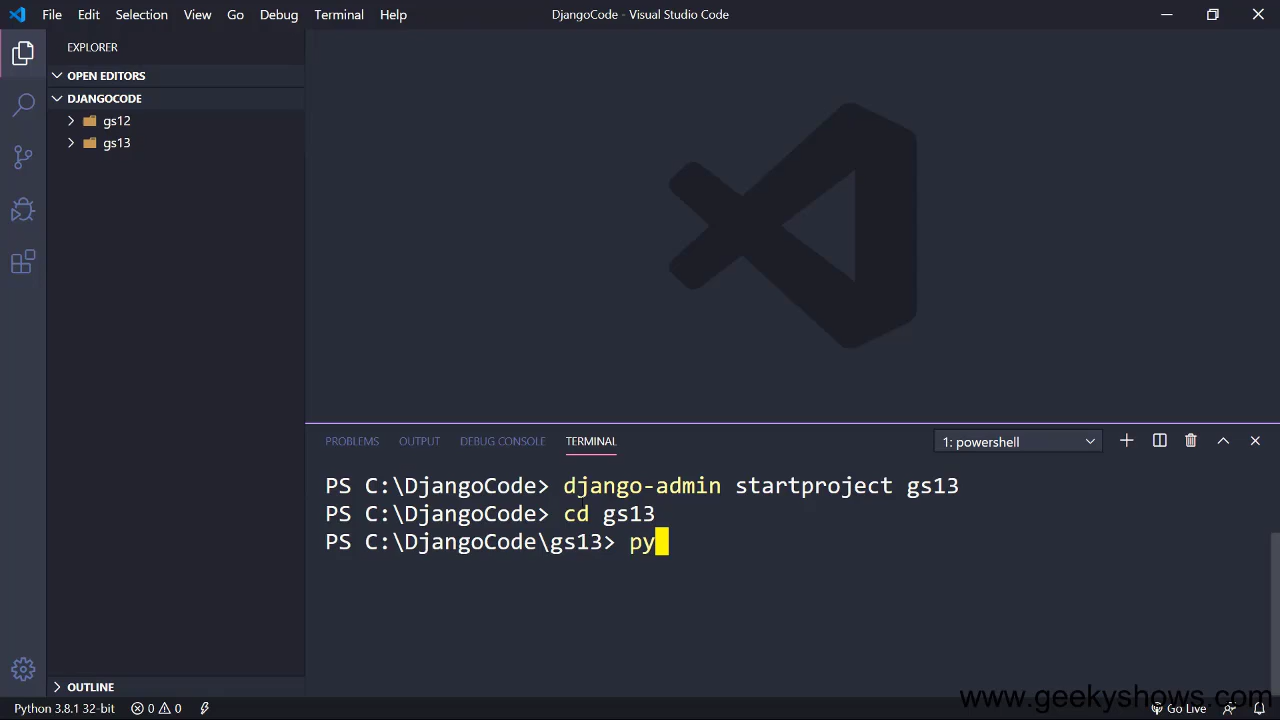 File Edit Selection View Go Debug Terminal Help DjangoCode - Visual Studio Code
EXPLORER
OPEN EDITORS
DJANGOCODE
gs12
gs13
PROBLEMS OUTPUT DEBUG CONSOLE TERMINAL 1: powershell
PS C:\DjangoCode> django-admin startproject gs13
PS C:\DjangoCode> cd gs13
PS C:\DjangoCode\gs13> py
OUTLINE
www.geekyshows.com
Python 3.8.1 32-bit 0 0 Go Live